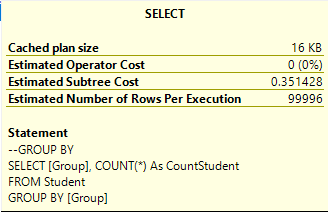 SELECT
Cached plan size 16 KB
Estimated Operator Cost 0 (0%)
Estimated Subtree Cost 0.351428
Estimated Number of Rows Per Execution 99996
Statement
--GROUP BY
SELECT [Group], COUNT(*) As CountStudent
FROM Student
GROUP BY [Group]